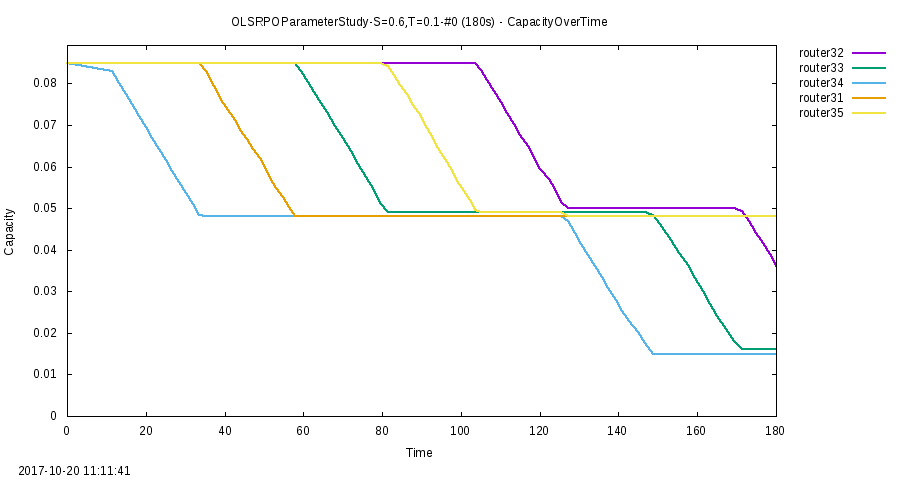 OLSRPOParameterStudy-S=0.6,T=0.1-#0 (180s) - CapacityOverTime
router32
router33
router34
router31
router35
0.08
0.07
0.06
0.05
0.04
0.03
0.02
0.01
0
Capacity
0 20 40 60 80 100 120 140 160 180
Time
2017-10-20 11:11:41